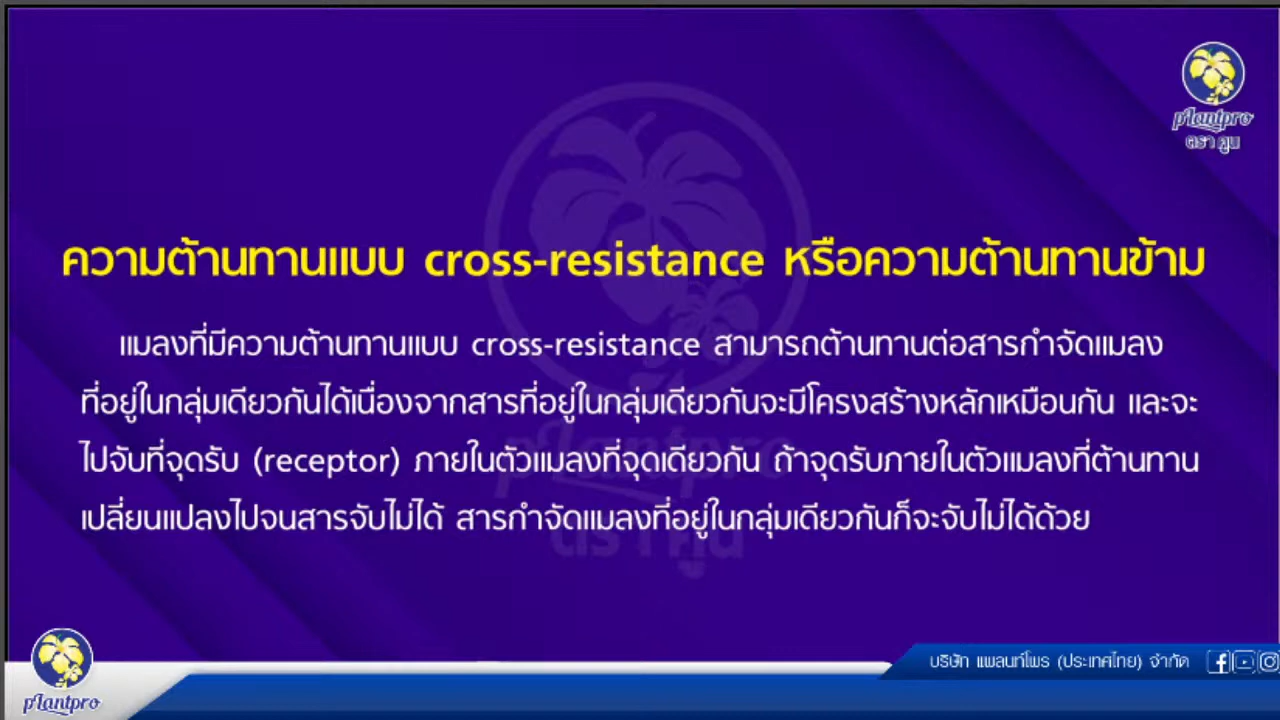 plantpro
ตรา คูน
ความต้านทานแบบ cross-resistance หรือความต้านทานข้าม
แมลงที่มีความต้านทานแบบ cross-resistance สามารถต้านทานต่อสารกำจัดแมลง
ที่อยู่ในกลุ่มเดียวกันได้เนื่องจากสารที่อยู่ในกลุ่มเดียวกันจะมีโครงสร้างหลักเหมือนกัน และจะ
ไปจับที่จุดรับ (receptor) ภายในตัวแมลงที่จุดเดียวกัน ถ้าจุดรับภายในตัวแมลงที่ต้านทาน
เปลี่ยนแปลงไปจนสารจับไม่ได้ สารกำจัดแมลงที่อยู่ในกลุ่มเดียวกันก็จะจับไม่ได้ด้วย
plantpro
ตรา คูน
บริษัท แพลนท์โพร (ประเทศไทย) จำกัด
plantpro